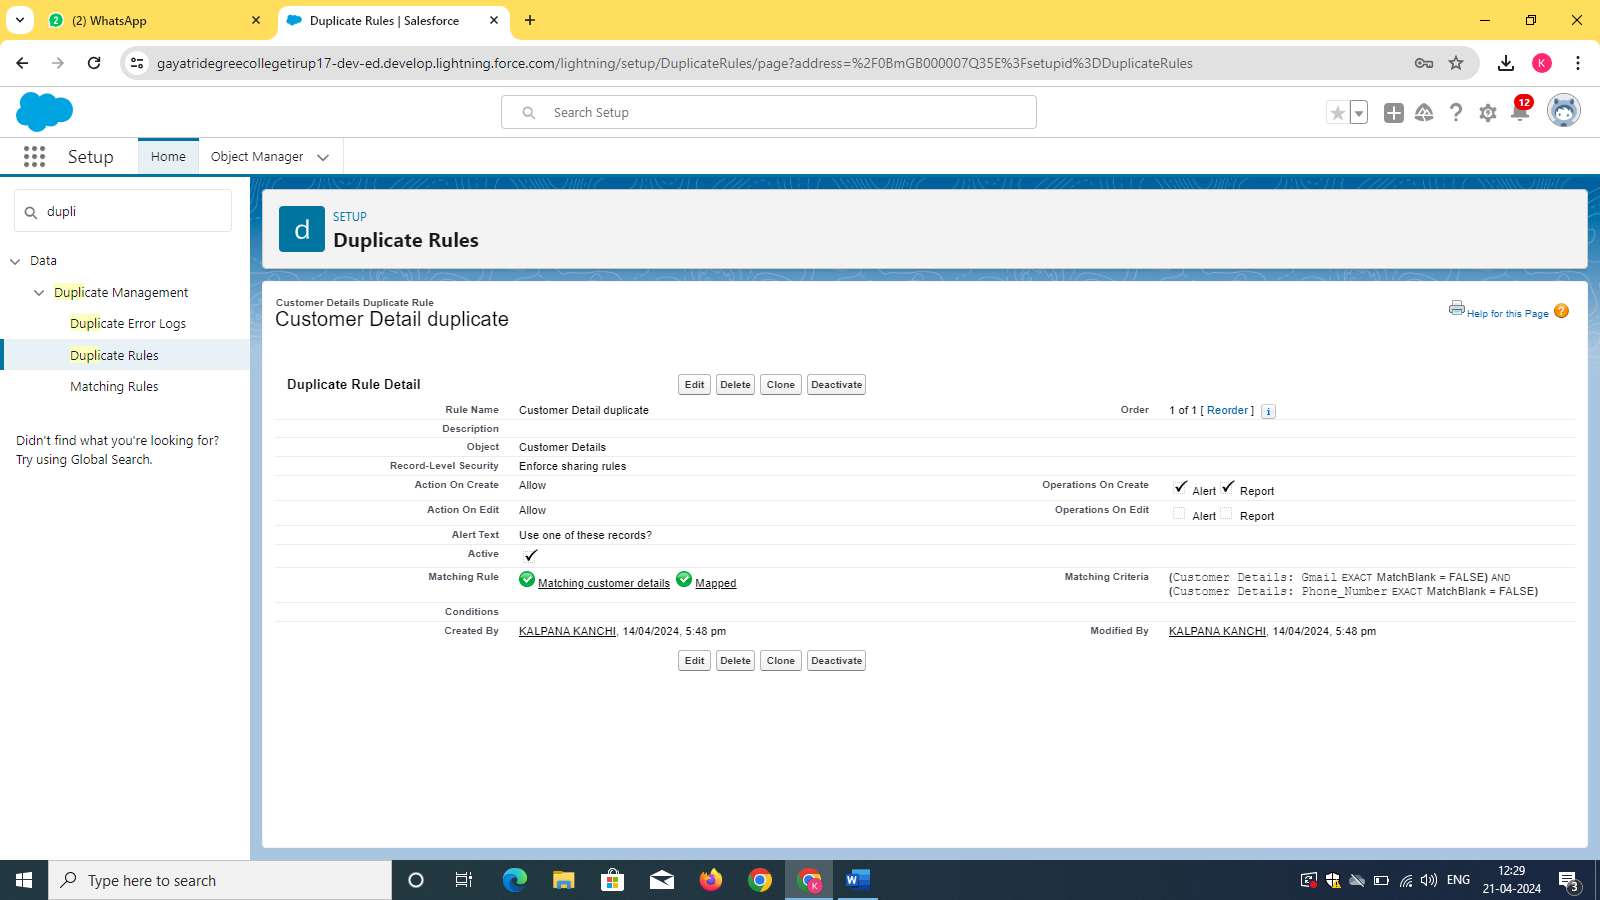 (2) WhatsApp
Duplicate Rules | Salesforce
gayatridegreecollegetirup17-dev-ed.develop.lightning.force.com/lightning/setup/DuplicateRules/page?address=%2F0BmGB000007Q35E%3Fsetupid%3DDuplicateRules
K
Search Setup
12
Setup
Home
Object Manager
dupli
Data
Duplicate Management
Duplicate Error Logs
Duplicate Rules
Matching Rules
Didn't find what you're looking for?
Try using Global Search.
d
SETUP
Duplicate Rules
Customer Details Duplicate Rule
Customer Detail duplicate
Help for this Page ?
Duplicate Rule Detail
Edit Delete Clone Deactivate
Rule Name Customer Detail duplicate Order 1 of 1 [ Reorder ] i
Description
Object Customer Details
Record-Level Security Enforce sharing rules
Action On Create Allow Operations On Create Alert Report
Action On Edit Allow Operations On Edit Alert Report
Alert Text Use one of these records?
Active
Matching Rule Matching customer details Mapped Matching Criteria (Customer Details: Gmail EXACT MatchBlank = FALSE) AND
(Customer Details: Phone_Number EXACT MatchBlank = FALSE)
Conditions
Created By KALPANA KANCHI, 14/04/2024, 5:48 pm Modified By KALPANA KANCHI, 14/04/2024, 5:48 pm
Edit Delete Clone Deactivate
Type here to search
ENG
12:29
21-04-2024
3